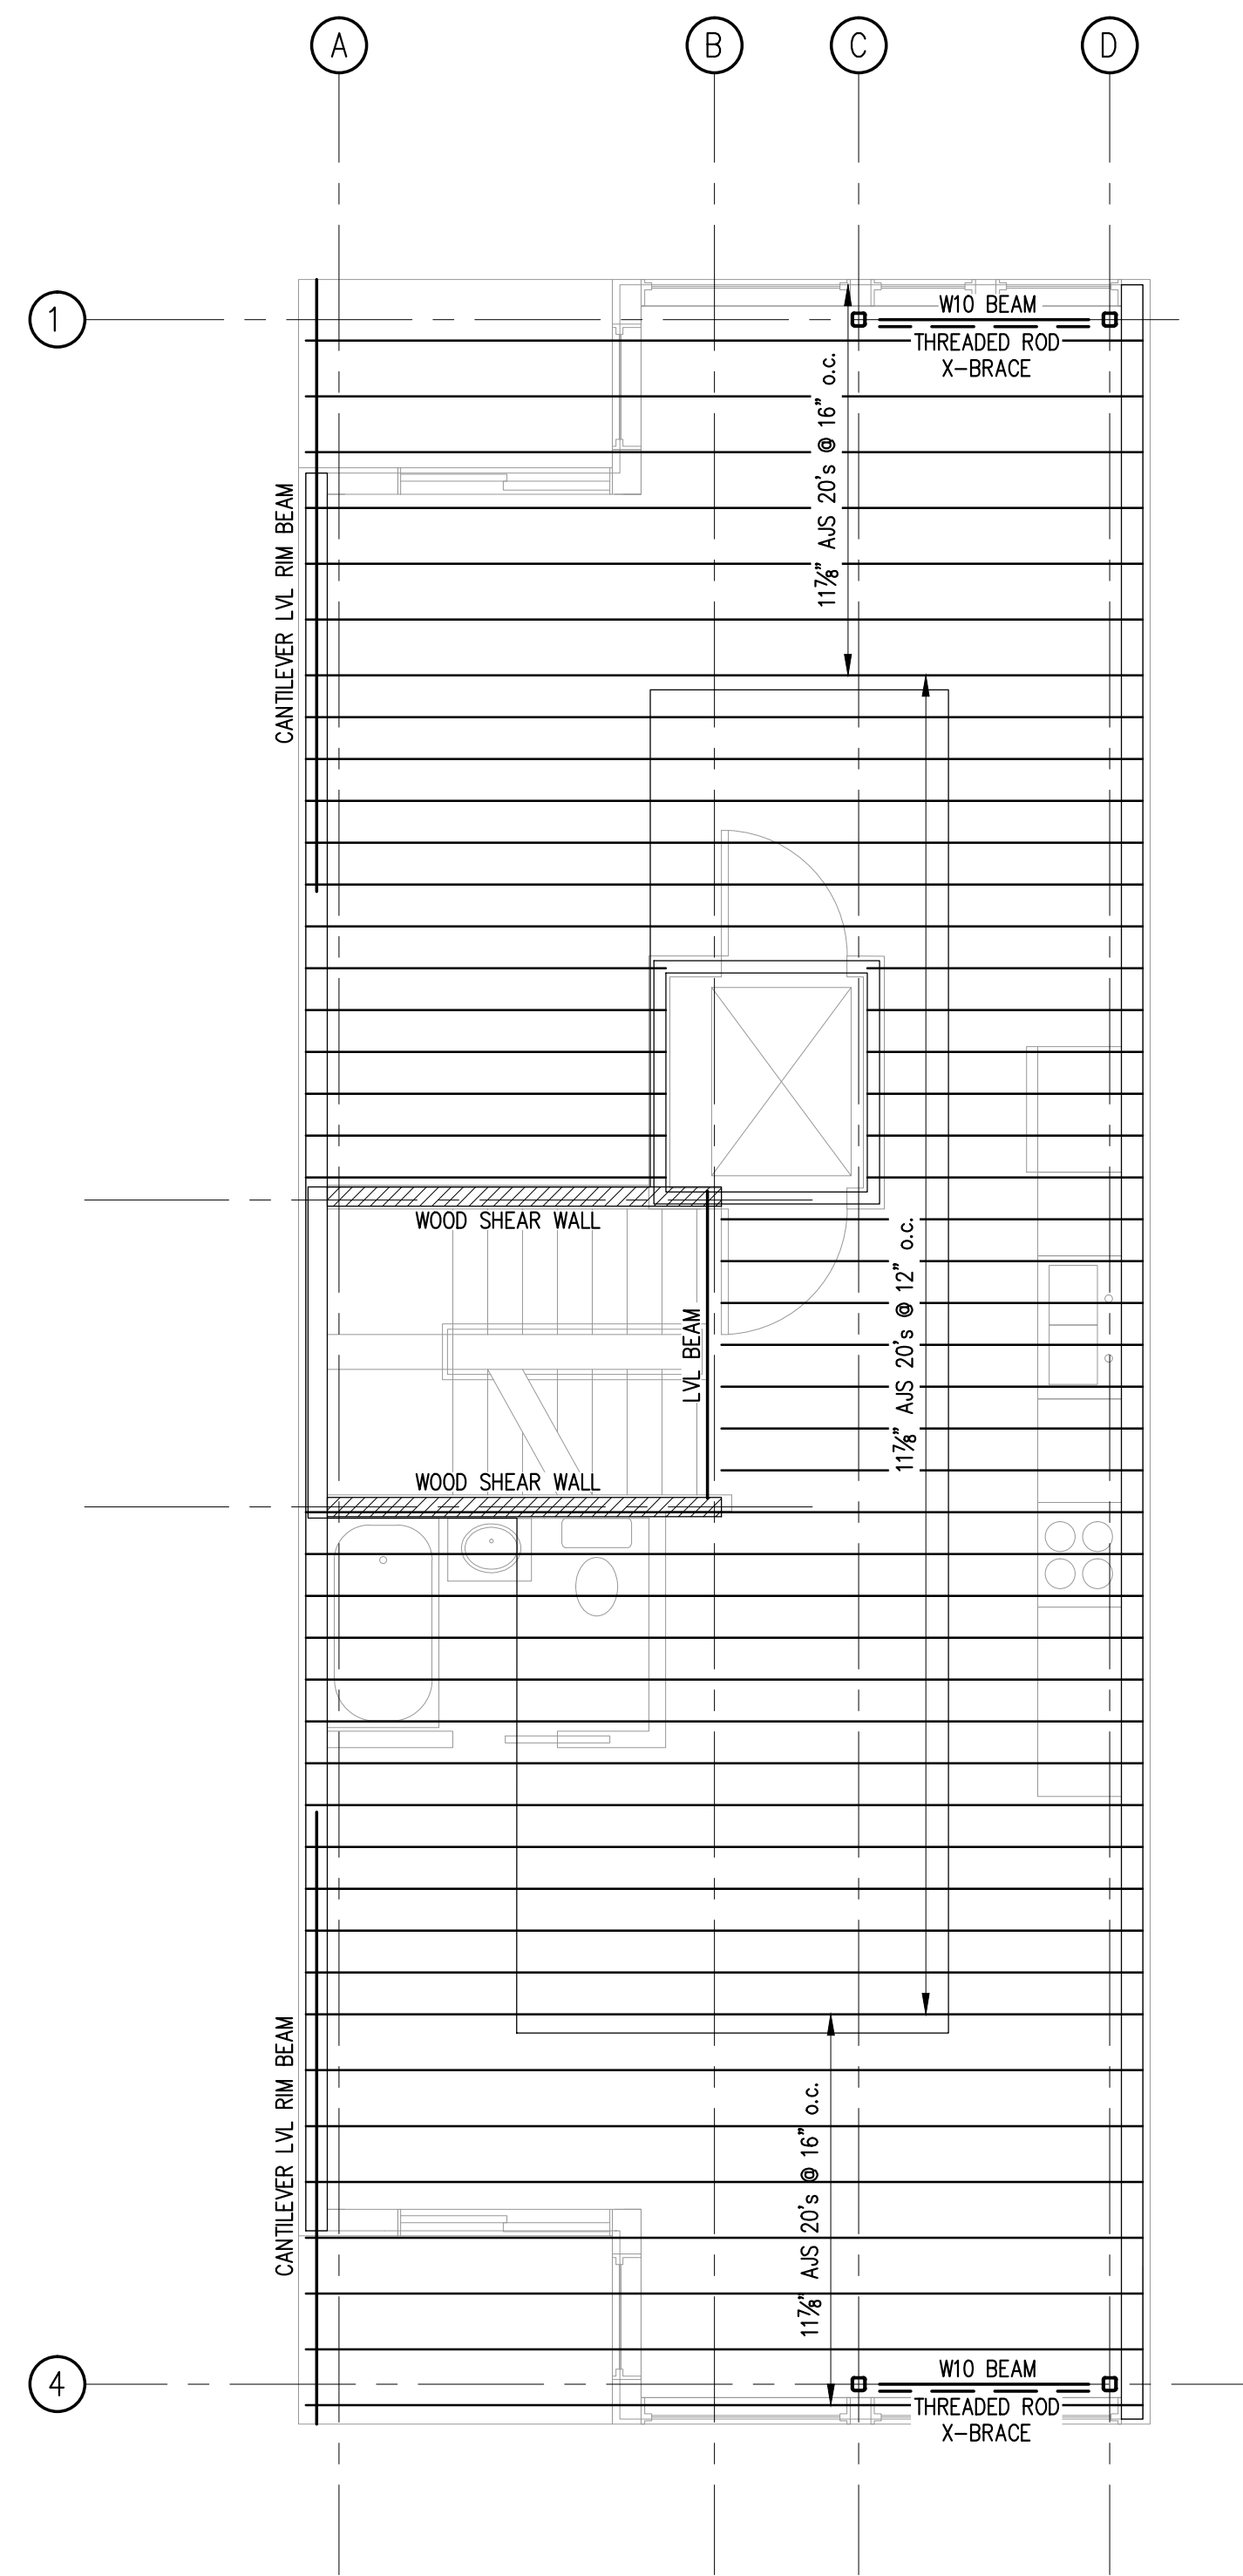 A
B
C
D
1
W10 BEAM
THREADED ROD
X-BRACE
11⅞" AJS 20's @ 16" o.c.
CANTILEVER LVL RIM BEAM
WOOD SHEAR WALL
LVL BEAM
11⅞" AJS 20's @ 12" o.c.
WOOD SHEAR WALL
CANTILEVER LVL RIM BEAM
11⅞" AJS 20's @ 16" o.c.
4
W10 BEAM
THREADED ROD
X-BRACE